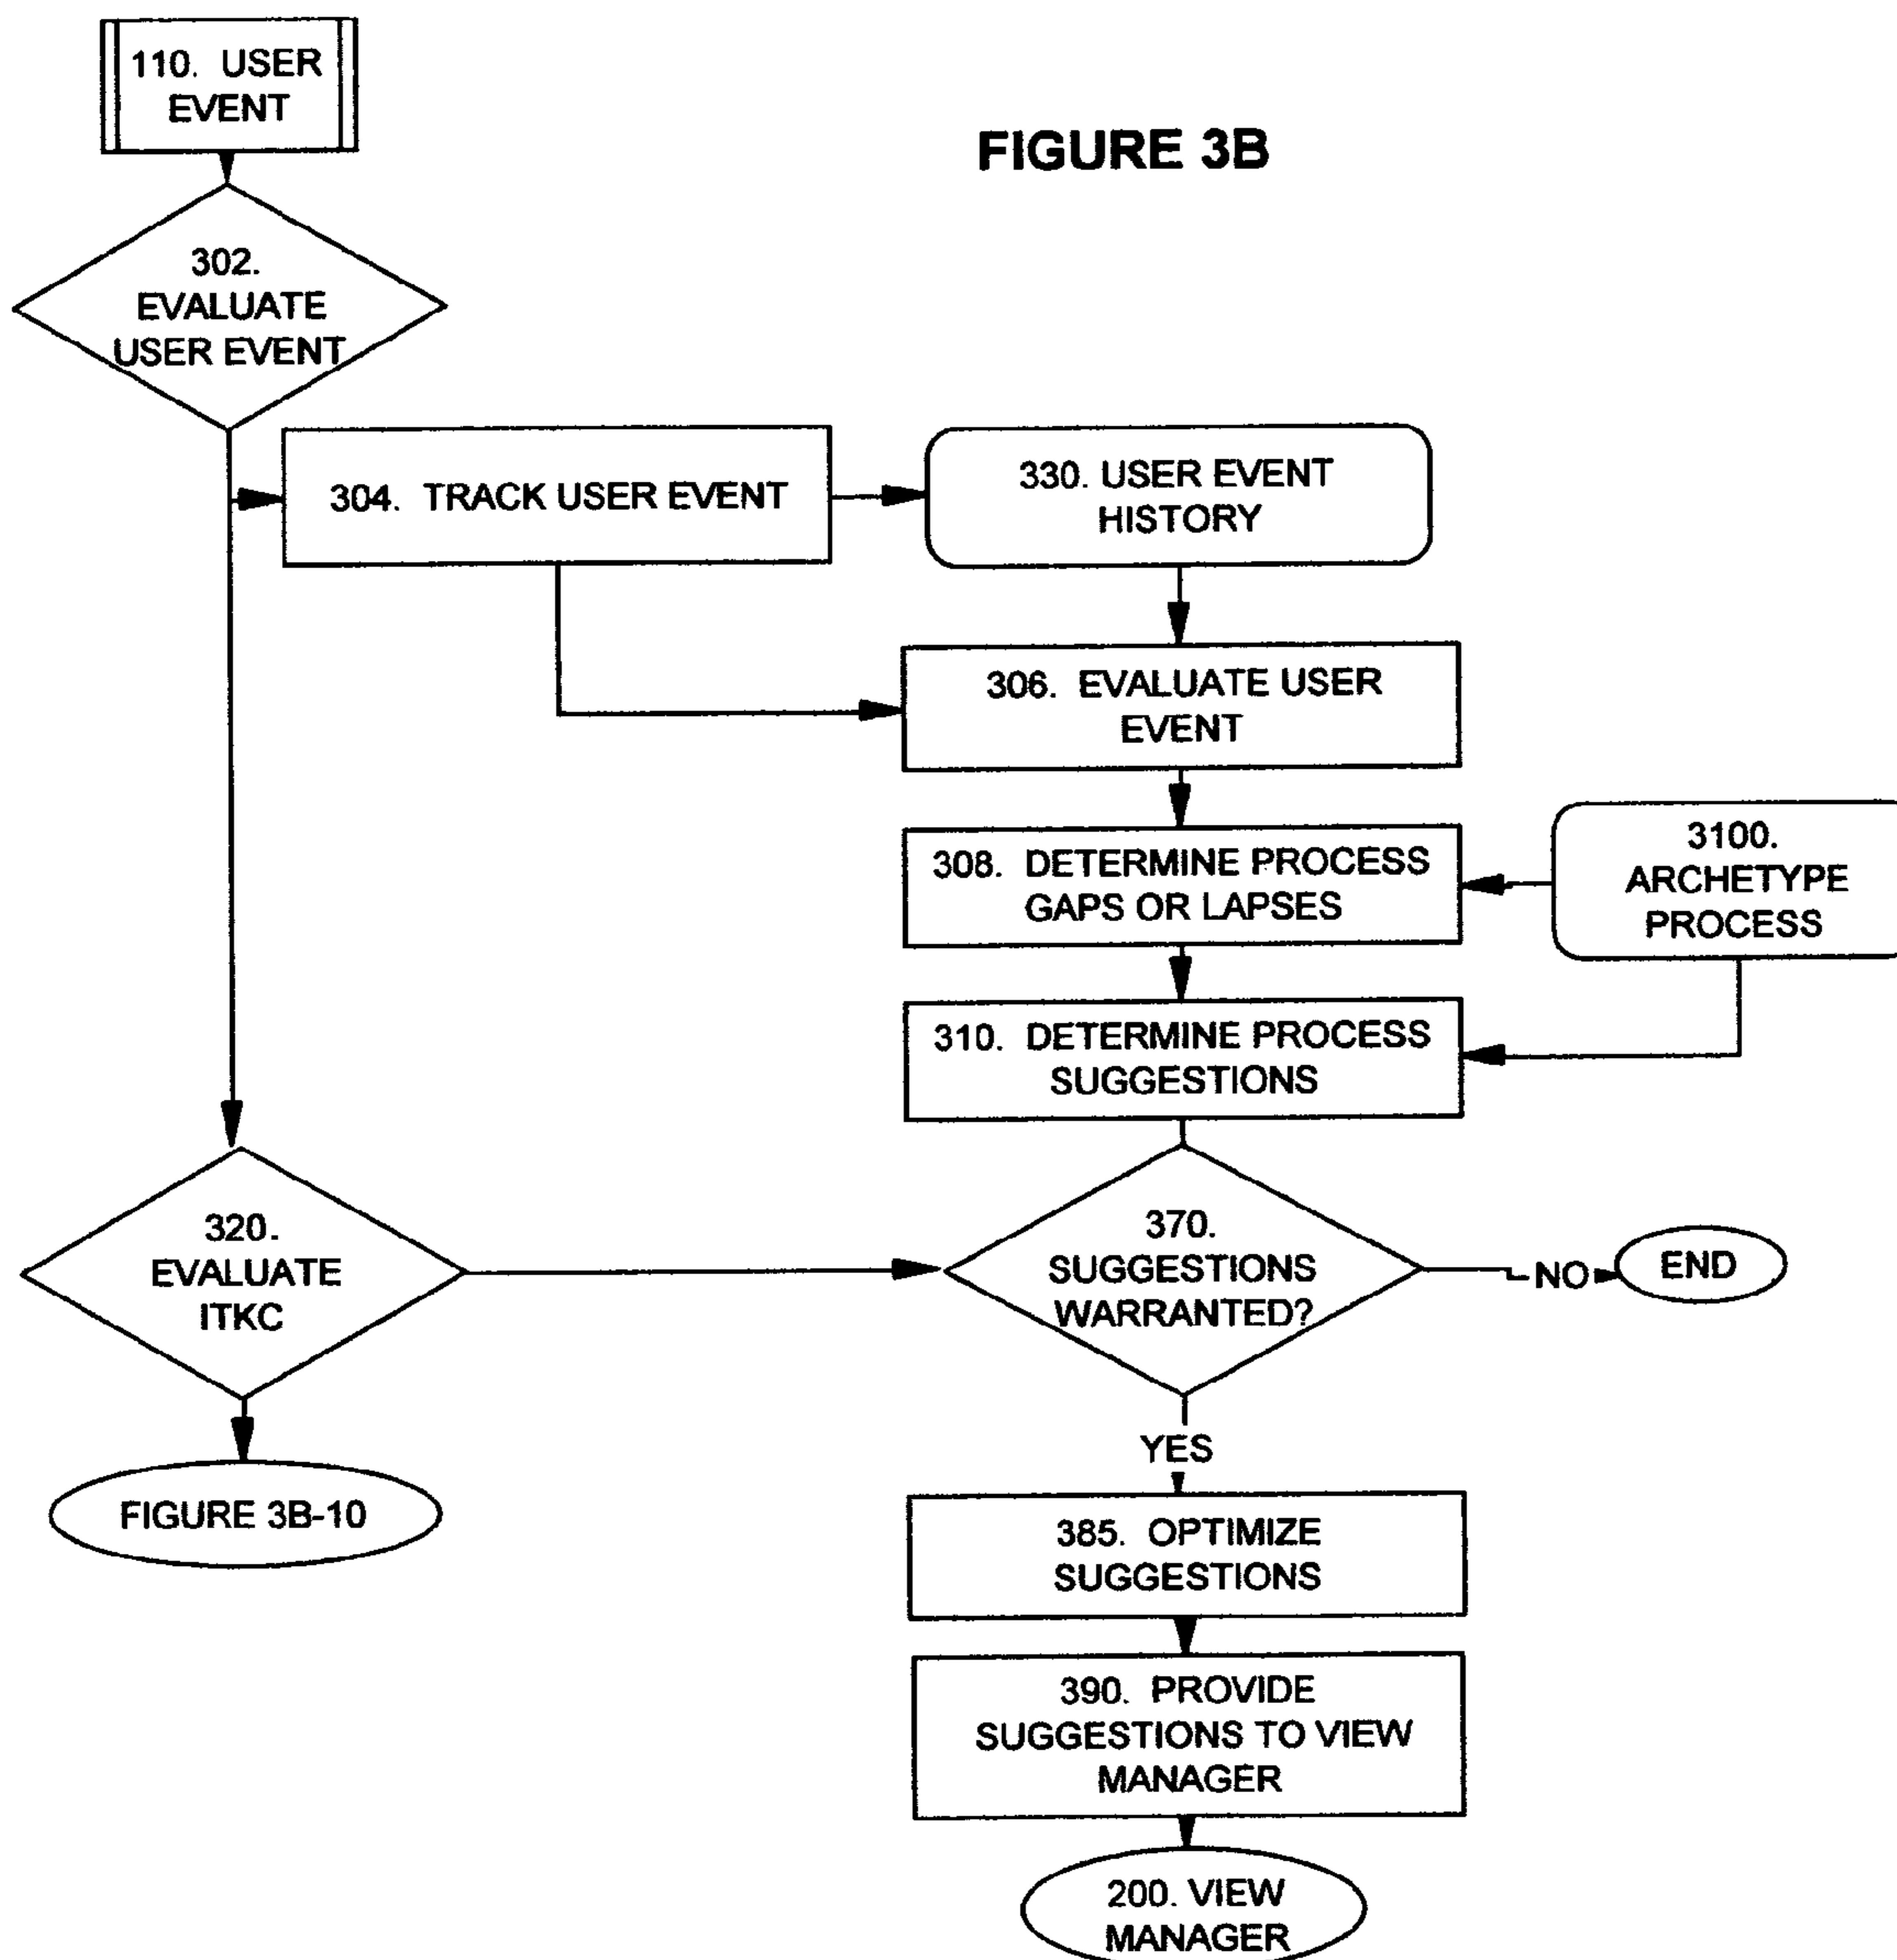 110. USER
EVENT
FIGURE 3B
302.
EVALUATE
USER EVENT
304. TRACK USER EVENT
330. USER EVENT
HISTORY
306. EVALUATE USER
EVENT
308. DETERMINE PROCESS
GAPS OR LAPSES
3100.
ARCHETYPE
PROCESS
310. DETERMINE PROCESS
SUGGESTIONS
320.
EVALUATE
ITKC
370.
SUGGESTIONS
WARRANTED?
NO
END
YES
FIGURE 3B-10
385. OPTIMIZE
SUGGESTIONS
390. PROVIDE
SUGGESTIONS TO VIEW
MANAGER
200. VIEW
MANAGER